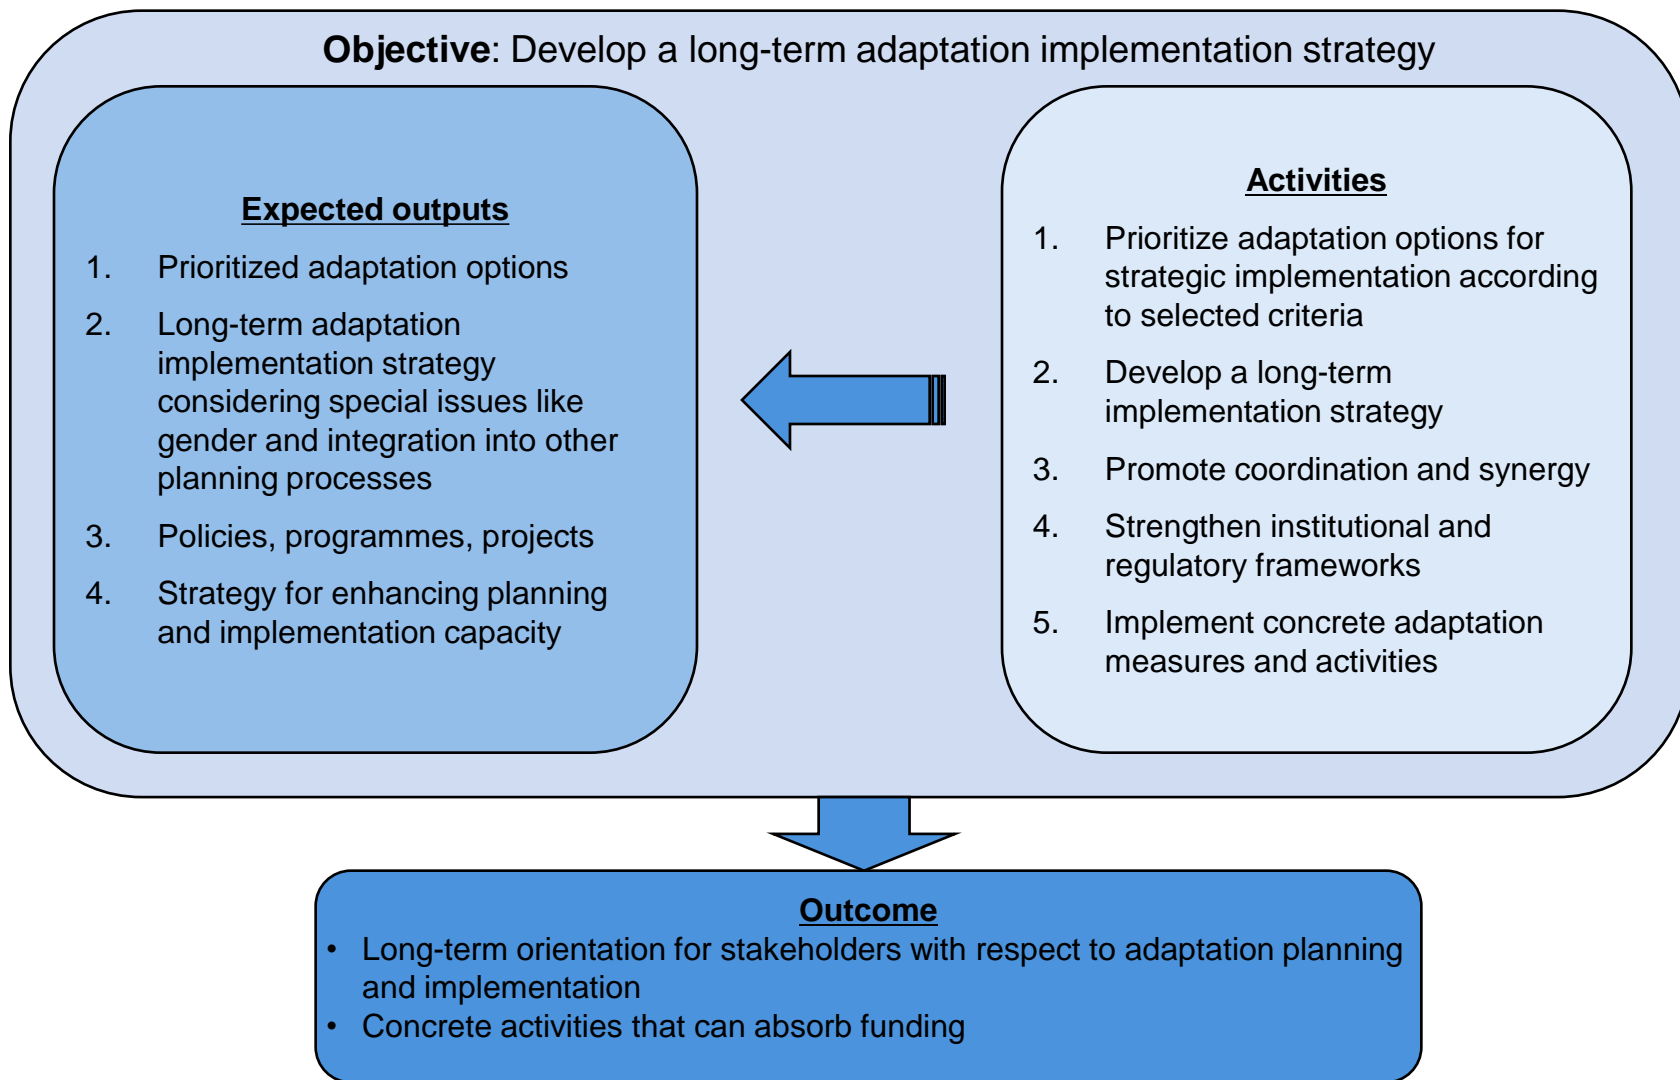 Objective: Develop a long-term adaptation implementation strategy
Expected outputs
1. Prioritized adaptation options
2. Long-term adaptation
implementation strategy
considering special issues like
gender and integration into other
planning processes
3. Policies, programmes, projects
4. Strategy for enhancing planning
and implementation capacity
Activities
1. Prioritize adaptation options for
strategic implementation according
to selected criteria
2. Develop a long-term
implementation strategy
3. Promote coordination and synergy
4. Strengthen institutional and
regulatory frameworks
5. Implement concrete adaptation
measures and activities
Outcome
• Long-term orientation for stakeholders with respect to adaptation planning
and implementation
• Concrete activities that can absorb funding